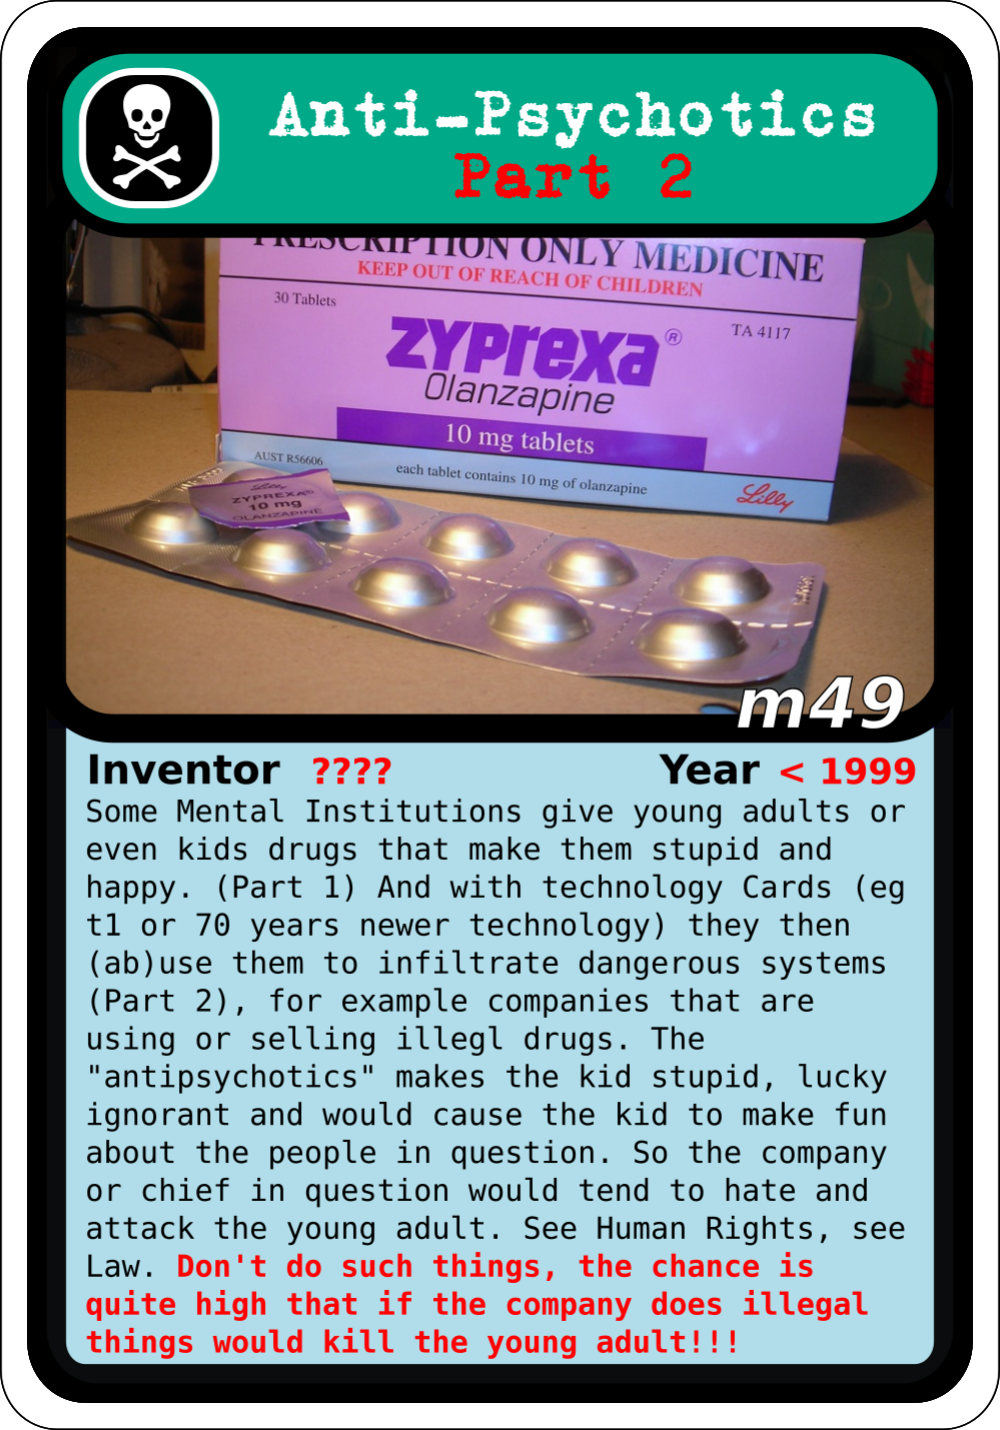 Anti-Psychotics
Part 2
PRESCRIPTION ONLY MEDICINE
KEEP OUT OF REACH OF CHILDREN
30 Tablets
TA 4117
ZYPREXA®
Olanzapine
10 mg tablets
AUST R56606
each tablet contains 10 mg of olanzapine
Lilly
Lilly
ZYPREXA®
10 mg
OLANZAPINE
m49
Inventor ???? Year < 1999
Some Mental Institutions give young adults or
even kids drugs that make them stupid and
happy. (Part 1) And with technology Cards (eg
t1 or 70 years newer technology) they then
(ab)use them to infiltrate dangerous systems
(Part 2), for example companies that are
using or selling illegl drugs. The
"antipsychotics" makes the kid stupid, lucky
ignorant and would cause the kid to make fun
about the people in question. So the company
or chief in question would tend to hate and
attack the young adult. See Human Rights, see
Law. Don't do such things, the chance is
quite high that if the company does illegal
things would kill the young adult!!!